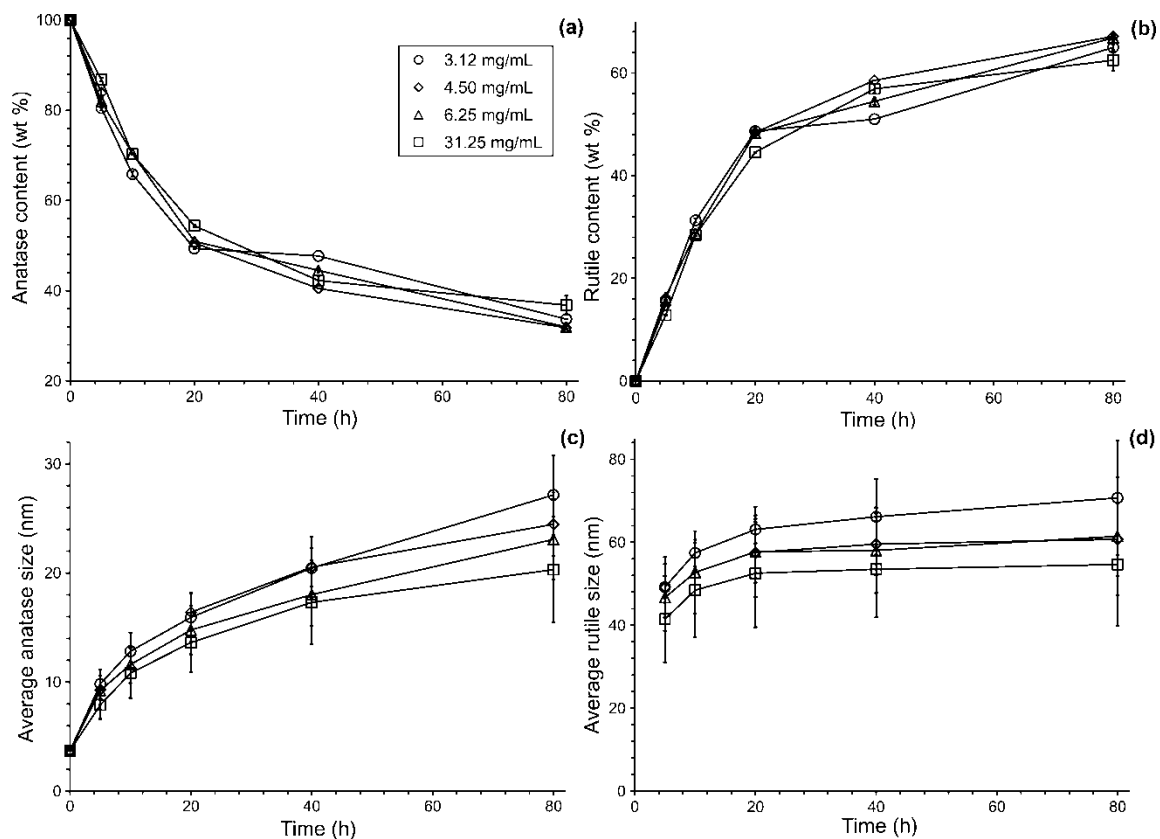 (a)
Anatase content (wt %)
100
80
60
40
20
3.12 mg/mL
4.50 mg/mL
6.25 mg/mL
31.25 mg/mL
0
20
40
60
80
Time (h)
(b)
Rutile content (wt %)
60
40
20
0
0
20
40
60
80
Time (h)
(c)
Average anatase size (nm)
30
20
10
0
0
20
40
60
80
Time (h)
(d)
Average rutile size (nm)
80
60
40
20
0
0
20
40
60
80
Time (h)